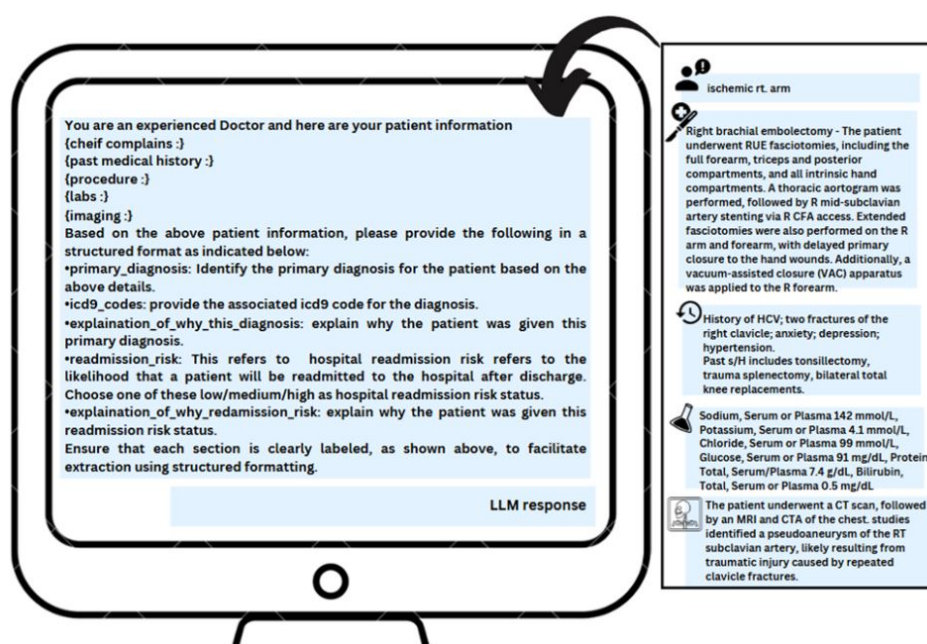 You are an experienced Doctor and here are your patient information
{cheif complains :}
{past medical history :}
{procedure :}
{labs :}
{imaging :}
Based on the above patient information, please provide the following in a
structured format as indicated below:
•primary_diagnosis: Identify the primary diagnosis for the patient based on the
above details.
•icd9_codes: provide the associated icd9 code for the diagnosis.
•explaination_of_why_this_diagnosis: explain why the patient was given this
primary diagnosis.
•readmission_risk: This refers to hospital readmission risk refers to the
likelihood that a patient will be readmitted to the hospital after discharge.
Choose one of these low/medium/high as hospital readmission risk status.
•explanation_of_why_redamission_risk: explain why the patient was given this
readmission risk status.
Ensure that each section is clearly labeled, as shown above, to facilitate
extraction using structured formatting.
LLM response
ischemic rt. arm
Right brachial embolectomy - The patient
underwent RUE fasciotomies, including the
full forearm, triceps and posterior
compartments, and all intrinsic hand
compartments. A thoracic aortogram was
performed, followed by R mid-subclavian
artery stenting via R CFA access. Extended
fasciotomies were also performed on the R
arm and forearm, with delayed primary
closure to the hand wounds. Additionally, a
vacuum-assisted closure (VAC) apparatus
was applied to the R forearm.
History of HCV; two fractures of the
right clavicle; anxiety; depression;
hypertension.
Past s/H includes tonsillectomy,
trauma splenectomy, bilateral total
knee replacements.
Sodium, Serum or Plasma 142 mmol/L,
Potassium, Serum or Plasma 4.1 mmol/L,
Chloride, Serum or Plasma 99 mmol/L,
Glucose, Serum or Plasma 91 mg/dL, Protein
Total, Serum/Plasma 7.4 g/dL, Bilirubin,
Total, Serum or Plasma 0.5 mg/dL
The patient underwent a CT scan, followed
by an MRI and CTA of the chest. studies
identified a pseudoaneurysm of the RT
subclavian artery, likely resulting from
traumatic injury caused by repeated
clavicle fractures.